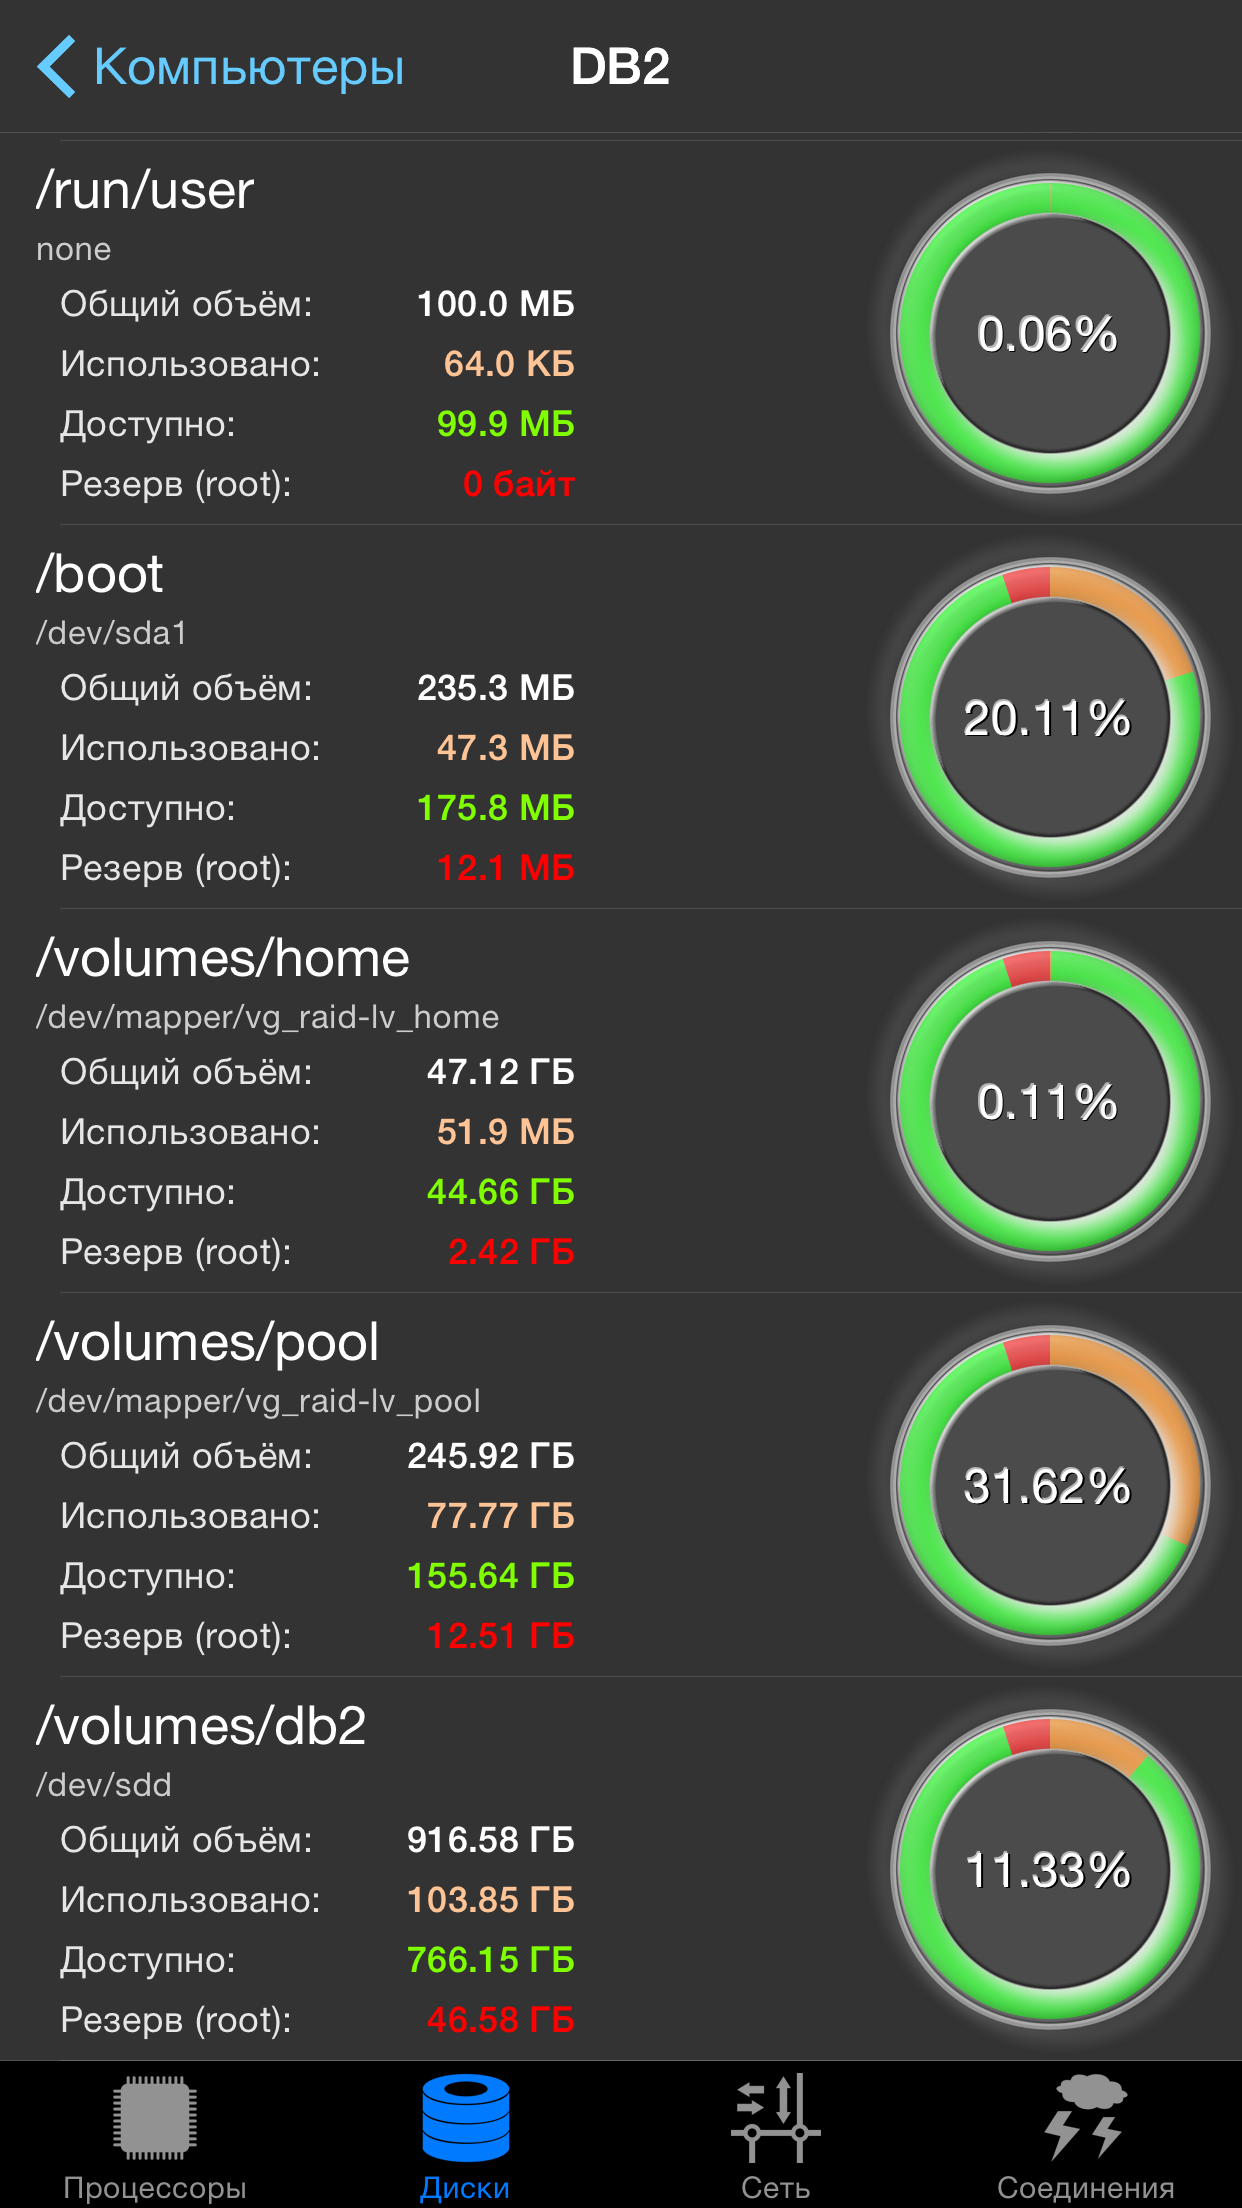 Компьютеры DB2
/run/user
none
Общий объём: 100.0 МБ
Использовано: 64.0 КБ
Доступно: 99.9 МБ
Резерв (root): 0 байт
0.06%
/boot
/dev/sda1
Общий объём: 235.3 МБ
Использовано: 47.3 МБ
Доступно: 175.8 МБ
Резерв (root): 12.1 МБ
20.11%
/volumes/home
/dev/mapper/vg_raid-lv_home
Общий объём: 47.12 ГБ
Использовано: 51.9 МБ
Доступно: 44.66 ГБ
Резерв (root): 2.42 ГБ
0.11%
/volumes/pool
/dev/mapper/vg_raid-lv_pool
Общий объём: 245.92 ГБ
Использовано: 77.77 ГБ
Доступно: 155.64 ГБ
Резерв (root): 12.51 ГБ
31.62%
/volumes/db2
/dev/sdd
Общий объём: 916.58 ГБ
Использовано: 103.85 ГБ
Доступно: 766.15 ГБ
Резерв (root): 46.58 ГБ
11.33%
Процессоры Диски Сеть Соединения